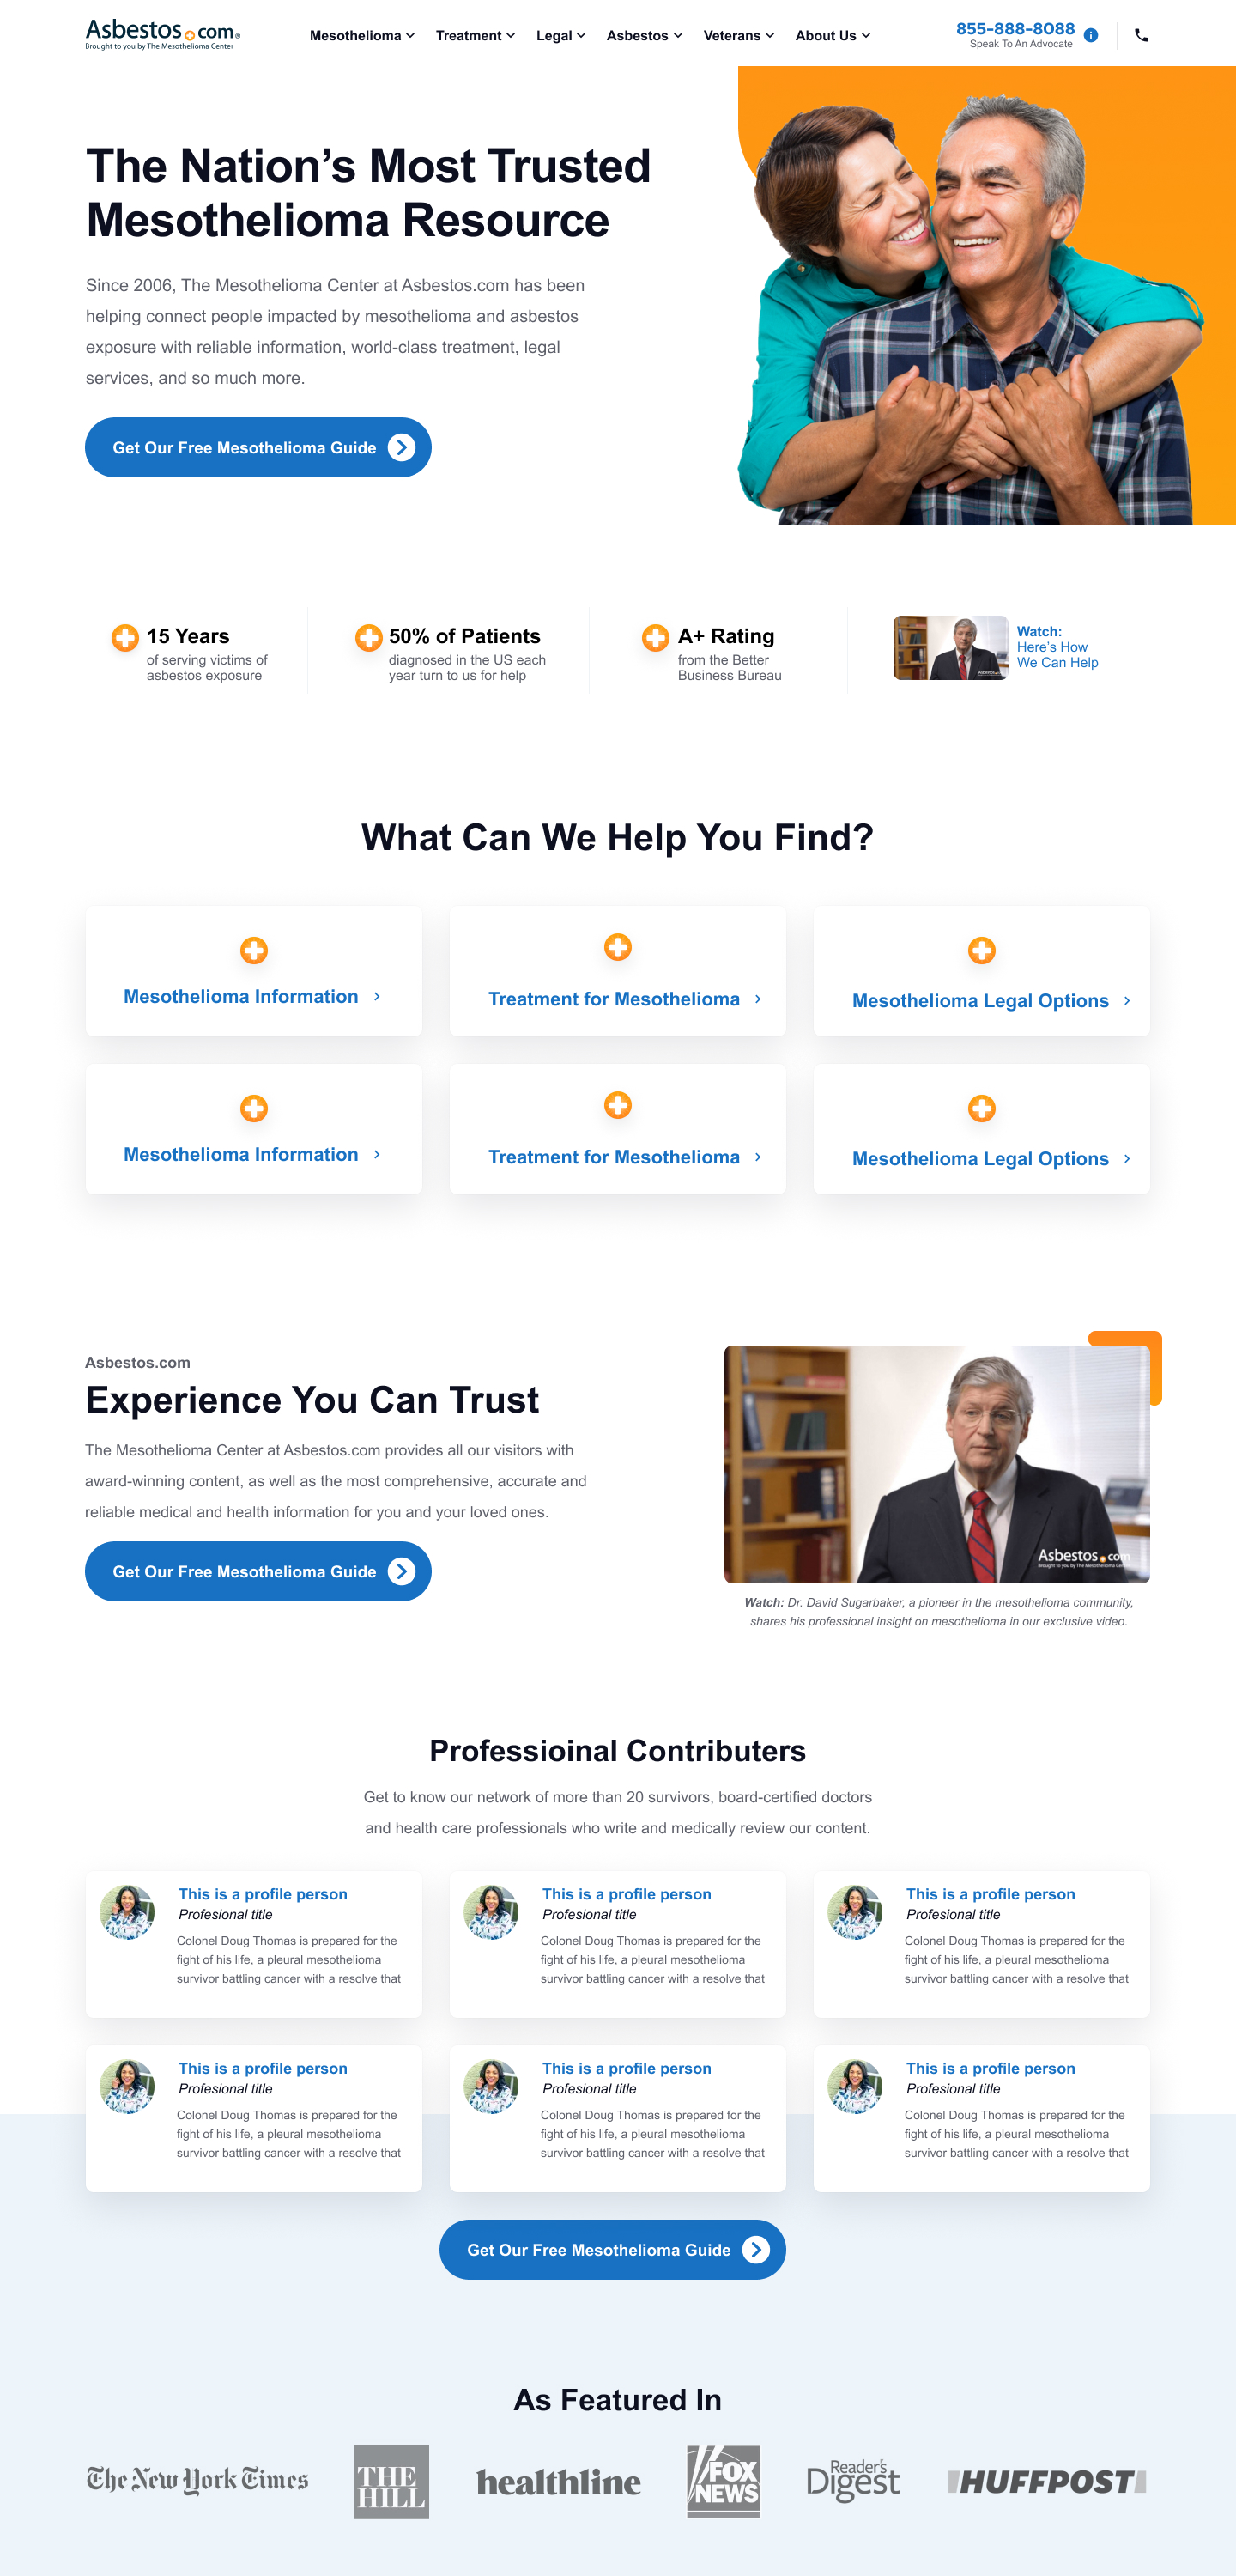 Asbestos.com®
Brought to you by The Mesothelioma Center
Mesothelioma
Treatment
Legal
Asbestos
Veterans
About Us
855-888-8088
Speak To An Advocate
The Nation’s Most Trusted
Mesothelioma Resource
Since 2006, The Mesothelioma Center at Asbestos.com has been
helping connect people impacted by mesothelioma and asbestos
exposure with reliable information, world-class treatment, legal
services, and so much more.
Get Our Free Mesothelioma Guide
15 Years
of serving victims of
asbestos exposure
50% of Patients
diagnosed in the US each
year turn to us for help
A+ Rating
from the Better
Business Bureau
Watch:
Here’s How
We Can Help
What Can We Help You Find?
Mesothelioma Information
Treatment for Mesothelioma
Mesothelioma Legal Options
Mesothelioma Information
Treatment for Mesothelioma
Mesothelioma Legal Options
Asbestos.com
Experience You Can Trust
The Mesothelioma Center at Asbestos.com provides all our visitors with
award-winning content, as well as the most comprehensive, accurate and
reliable medical and health information for you and your loved ones.
Get Our Free Mesothelioma Guide
Asbestos.com
Brought to you by The Mesothelioma Center
Watch: Dr. David Sugarbaker, a pioneer in the mesothelioma community,
shares his professional insight on mesothelioma in our exclusive video.
Professioinal Contributers
Get to know our network of more than 20 survivors, board-certified doctors
and health care professionals who write and medically review our content.
This is a profile person
Profesional title
Colonel Doug Thomas is prepared for the
fight of his life, a pleural mesothelioma
survivor battling cancer with a resolve that
This is a profile person
Profesional title
Colonel Doug Thomas is prepared for the
fight of his life, a pleural mesothelioma
survivor battling cancer with a resolve that
This is a profile person
Profesional title
Colonel Doug Thomas is prepared for the
fight of his life, a pleural mesothelioma
survivor battling cancer with a resolve that
This is a profile person
Profesional title
Colonel Doug Thomas is prepared for the
fight of his life, a pleural mesothelioma
survivor battling cancer with a resolve that
This is a profile person
Profesional title
Colonel Doug Thomas is prepared for the
fight of his life, a pleural mesothelioma
survivor battling cancer with a resolve that
This is a profile person
Profesional title
Colonel Doug Thomas is prepared for the
fight of his life, a pleural mesothelioma
survivor battling cancer with a resolve that
Get Our Free Mesothelioma Guide
As Featured In
The New York Times
THE
HILL
healthline
FOX
NEWS
Reader's
Digest
HUFFPOST